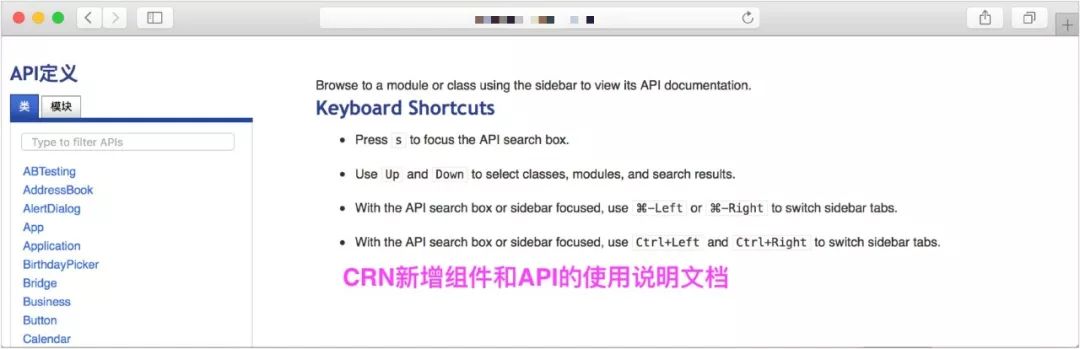 API定义
类 模块
Type to filter APIs
ABTesting
AddressBook
AlertDialog
App
Application
BirthdayPicker
Bridge
Business
Button
Calendar
Browse to a module or class using the sidebar to view its API documentation.
Keyboard Shortcuts
• Press s to focus the API search box.
• Use Up and Down to select classes, modules, and search results.
• With the API search box or sidebar focused, use ⌘-Left or ⌘-Right to switch sidebar tabs.
• With the API search box or sidebar focused, use Ctrl+Left and Ctrl+Right to switch sidebar tabs.
CRN新增组件和API的使用说明文档